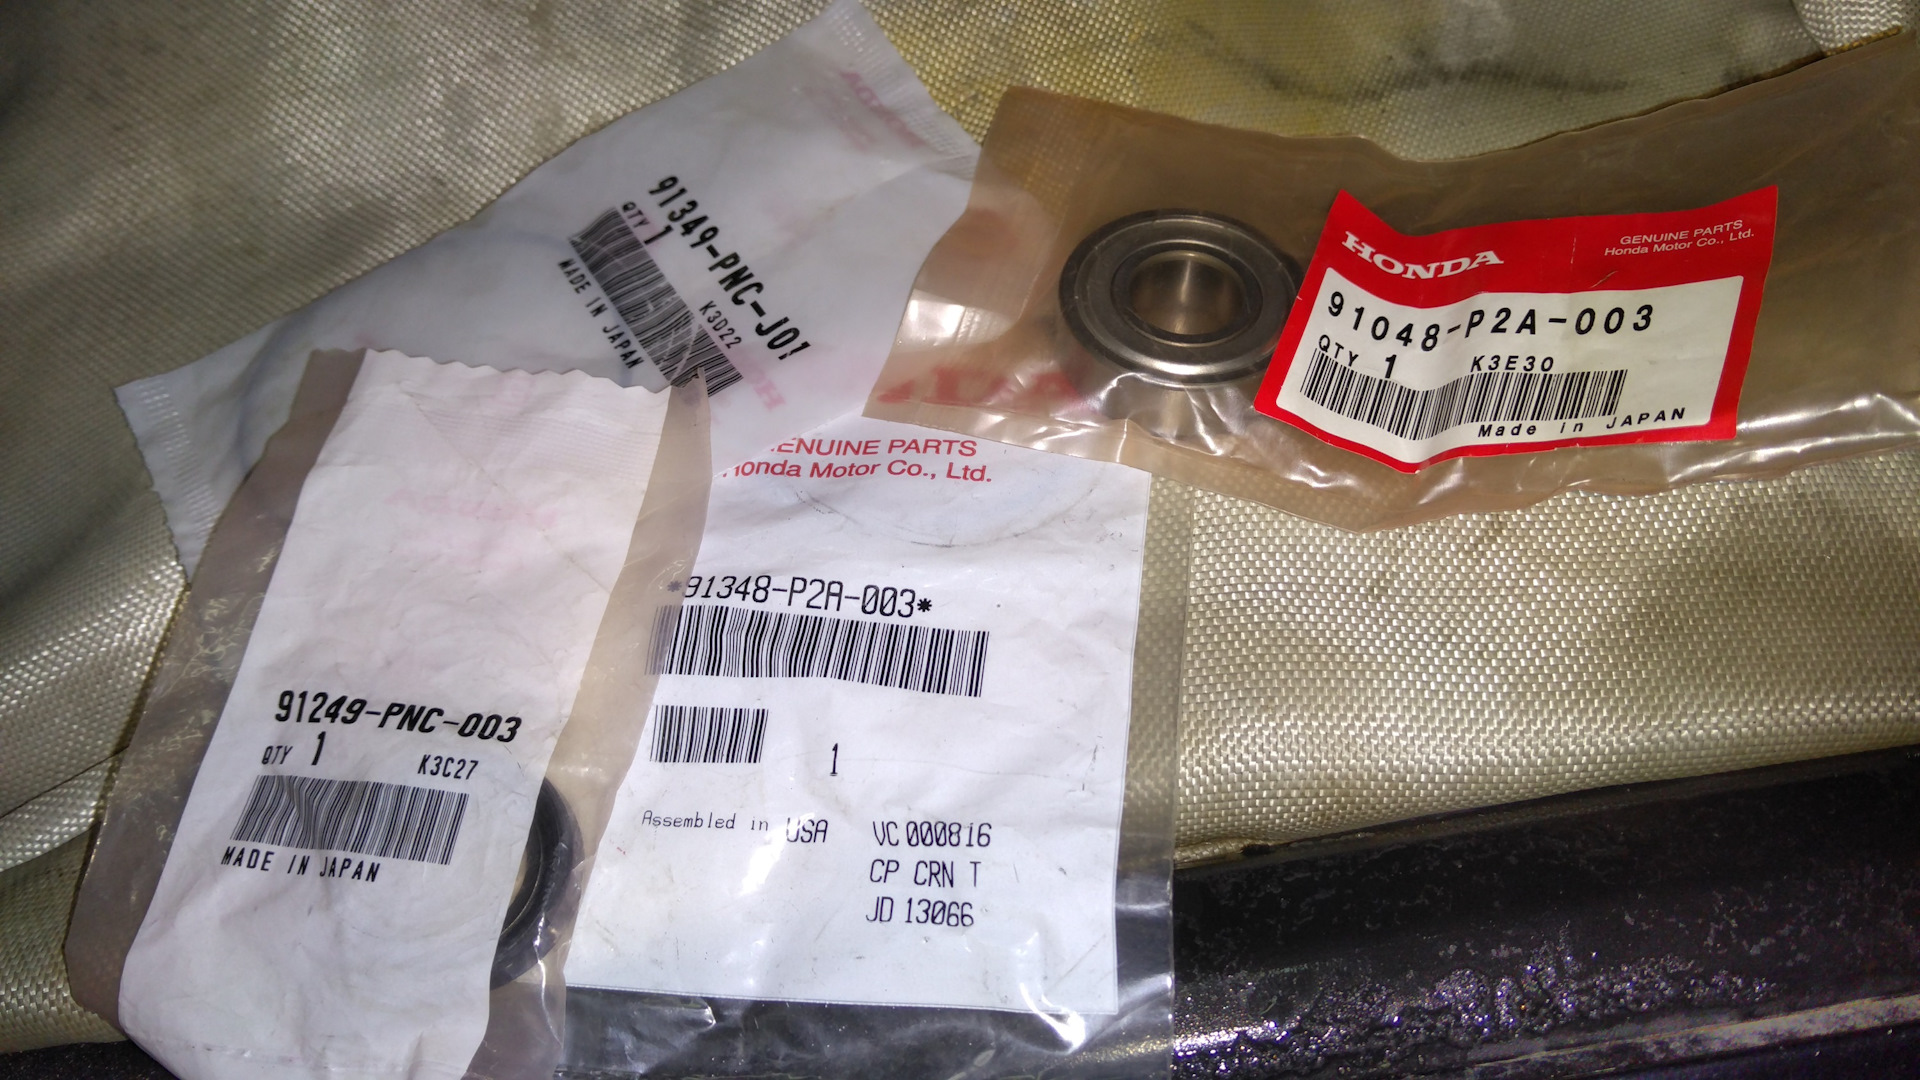 91349-PNC-J01
QTY 1
K3D22
MADE IN JAPAN
HONDA
GENUINE PARTS
Honda Motor Co., Ltd.
91048-P2A-003
QTY 1 K3E30
Made in JAPAN
ENUINE PARTS
Honda Motor Co., Ltd.
*91348-P2A-003*
1
Assembled in USA VC 000816
CP CRN T
JD 13066
91249-PNC-003
QTY 1 K3C27
MADE IN JAPAN